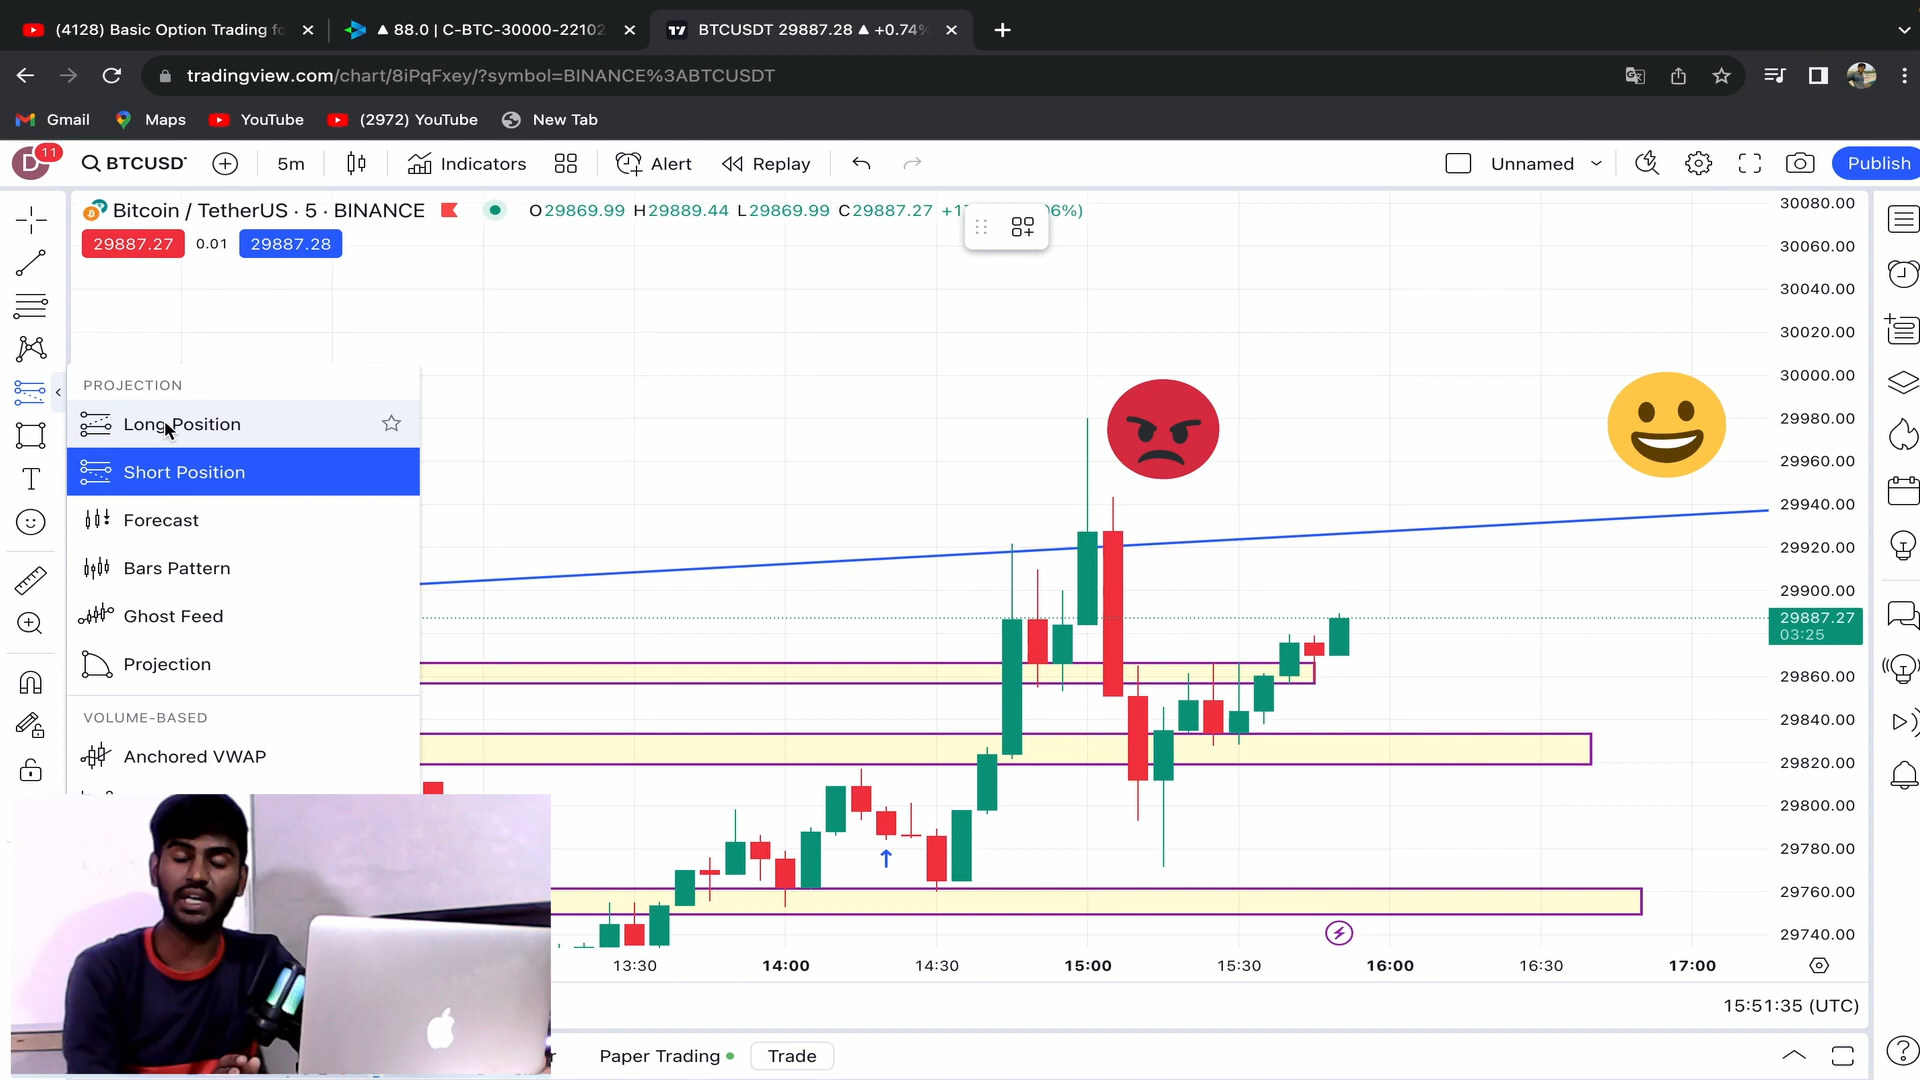 (4128) Basic Option Trading fo
▲ 88.0 | C-BTC-30000-22102
BTCUSDT 29887.28 ▲ +0.74%
tradingview.com/chart/8iPqFxey/?symbol=BINANCE%3ABTCUSDT
Gmail
Maps
YouTube
(2972) YouTube
New Tab
D
11
BTCUSDT
5m
Indicators
Alert
Replay
Unnamed
Publish
Bitcoin / TetherUS · 5 · BINANCE
O29869.99 H29889.44 L29869.99 C29887.27 +1
6%)
29887.27
0.01
29887.28
PROJECTION
Long Position
Short Position
Forecast
Bars Pattern
Ghost Feed
Projection
VOLUME-BASED
Anchored VWAP
30080.00
30060.00
30040.00
30020.00
30000.00
29980.00
29960.00
29940.00
29920.00
29900.00
29887.27
03:25
29860.00
29840.00
29820.00
29800.00
29780.00
29760.00
29740.00
13:30
14:00
14:30
15:00
15:30
16:00
16:30
17:00
15:51:35 (UTC)
Paper Trading
Trade